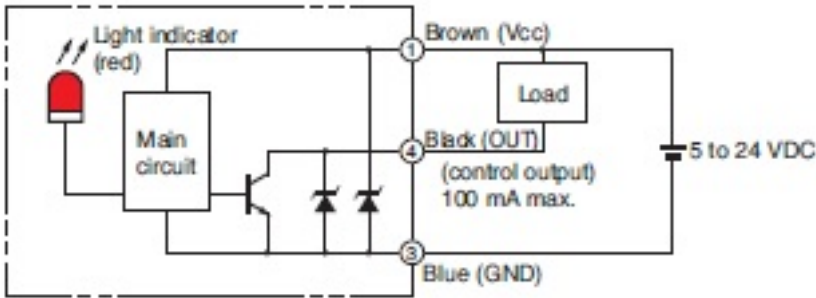 Light indicator
(red)
Main
circuit
1
Brown (Vcc)
Load
4
Black (OUT)
(control output)
100 mA max.
5 to 24 VDC
3
Blue (GND)